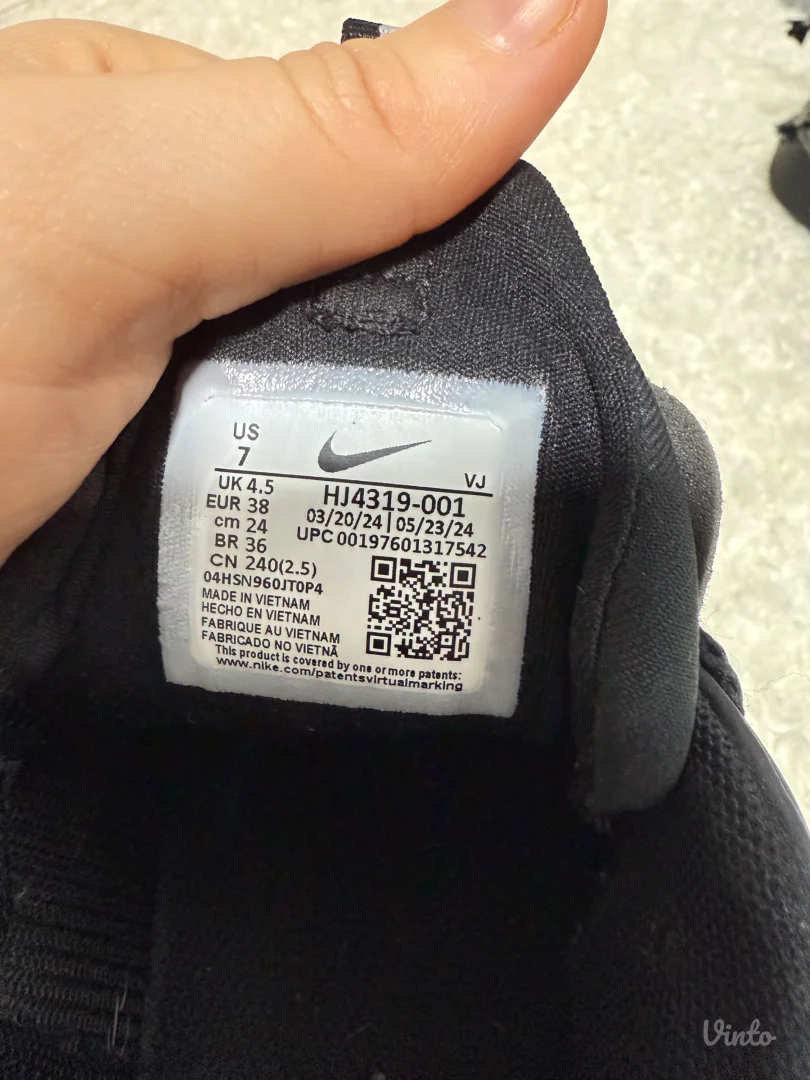 US
7
VJ
UK 4.5
EUR 38
cm 24
BR 36
CN 240(2.5)
HJ4319-001
03/20/24 | 05/23/24
UPC 00197601317542
04HSN960JT0P4
MADE IN VIETNAM
HECHO EN VIETNAM
FABRIQUE AU VIETNAM
FABRICADO NO VIETNÃ
This product is covered by one or more patents:
www.nike.com/patentsvirtualmarking
Vinto